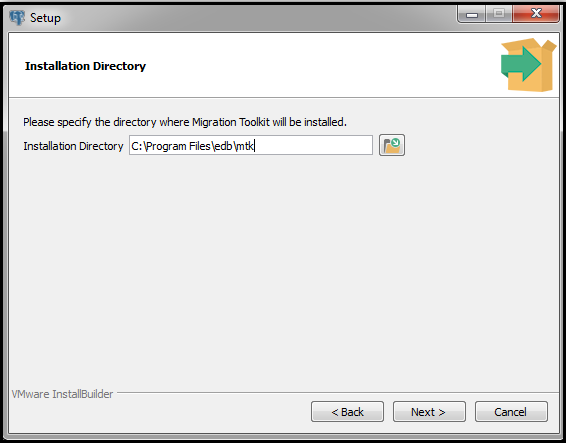 Setup
Installation Directory
Please specify the directory where Migration Toolkit will be installed.
Installation Directory C:\Program Files\edb\mtk
VMware InstallBuilder
< Back Next > Cancel